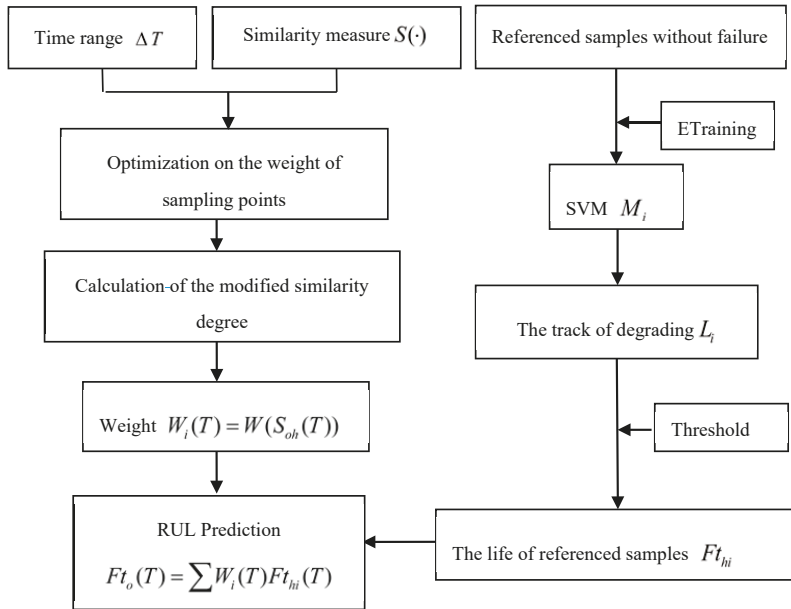 Time range ΔT
Similarity measure S(·)
Referenced samples without failure
ETraining
Optimization on the weight of
sampling points
SVM M_i
Calculation-of the modified similarity
degree
The track of degrading L_i
Weight W_i(T) = W(S_oh(T))
Threshold
RUL Prediction
Ft_o(T) = ∑W_i(T)Ft_hi(T)
The life of referenced samples Ft_hi